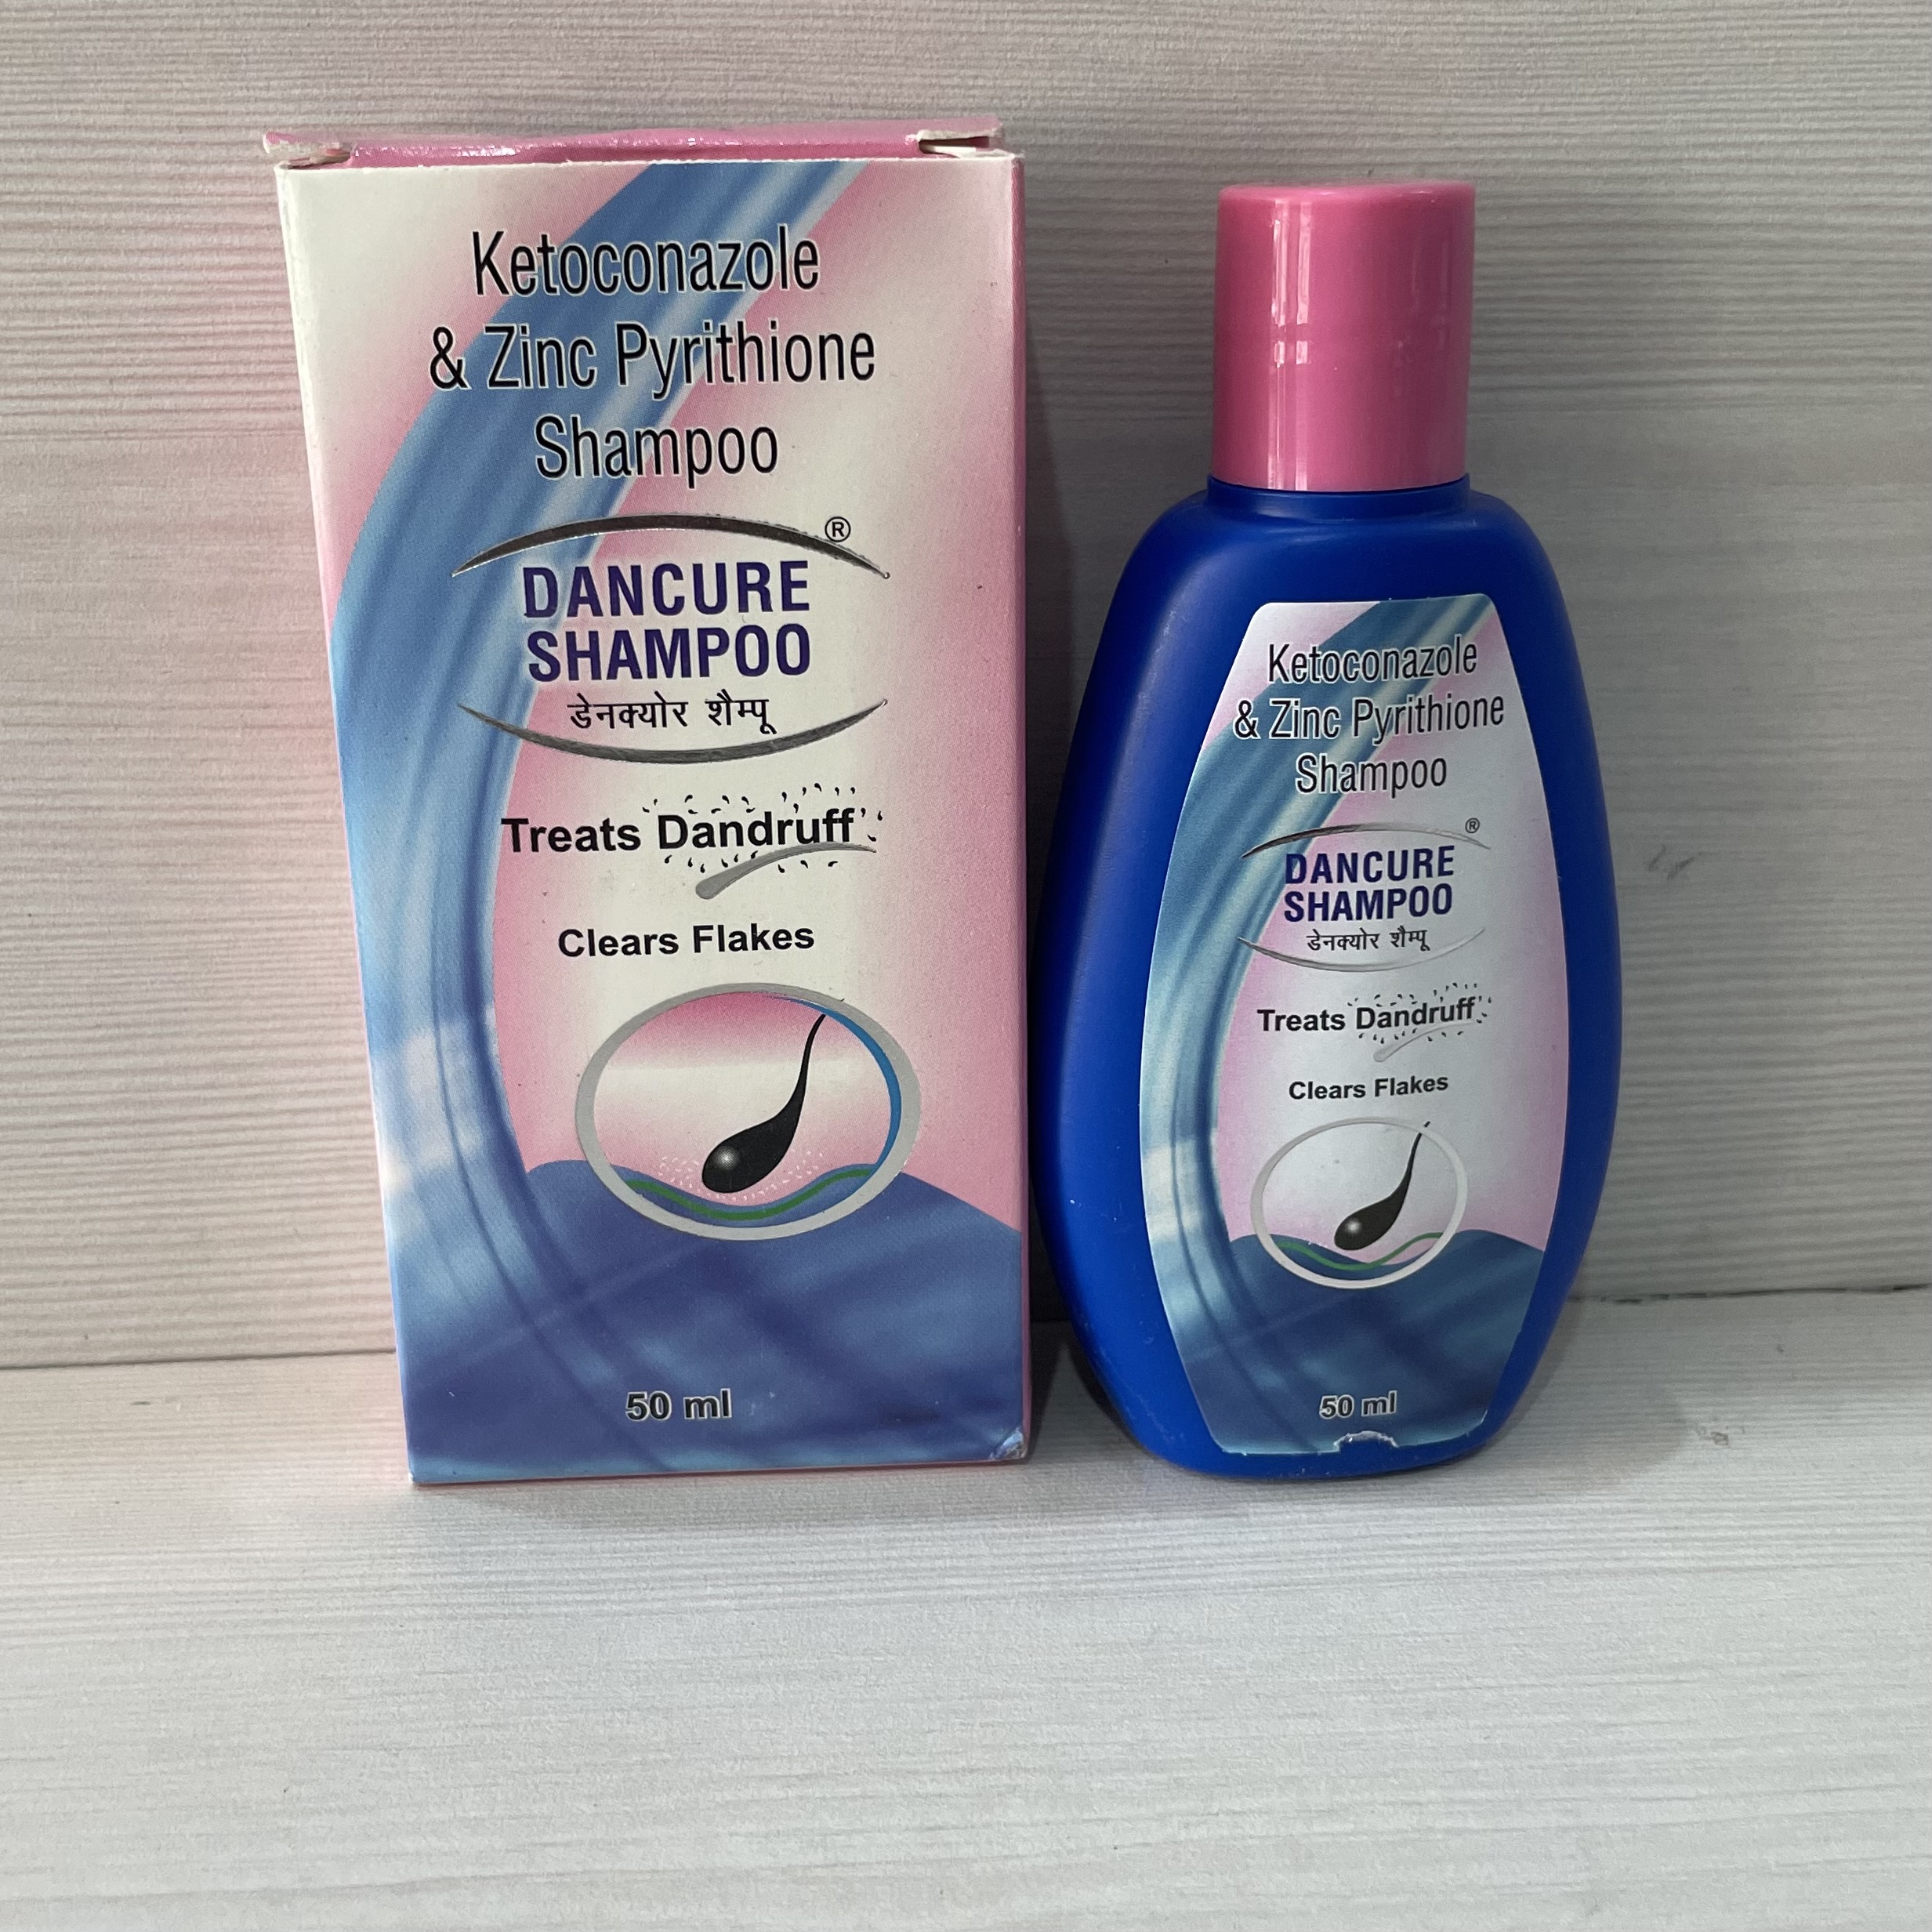 Ketoconazole
& Zinc Pyrithione
Shampoo
®
DANCURE
SHAMPOO
डेनक्योर शैम्पू
Treats Dandruff
Clears Flakes
50 ml
Ketoconazole
& Zinc Pyrithione
Shampoo
®
DANCURE
SHAMPOO
डेनक्योर शैम्पू
Treats Dandruff
Clears Flakes
50 ml